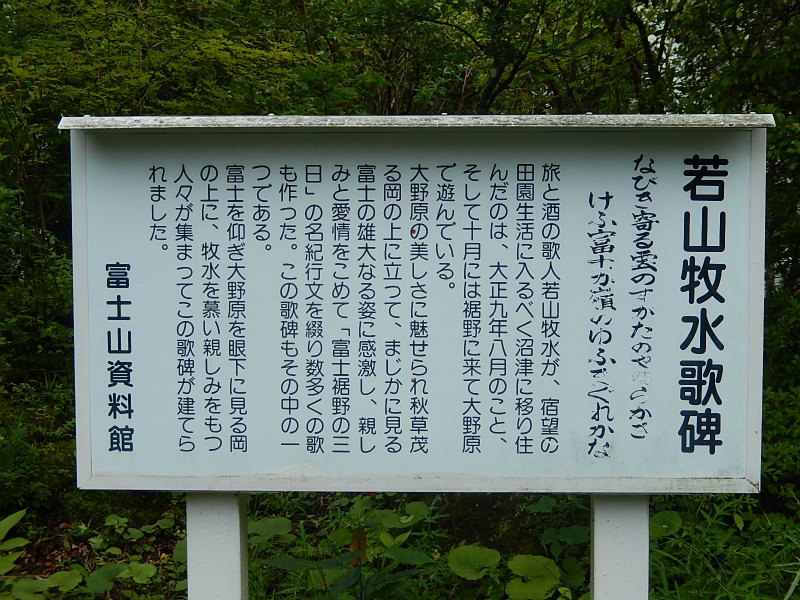 若山牧水歌碑
なびき寄る雲のすがたのやはらかさ
けふ富士が嶺のゆふぐれかな
旅と酒の歌人若山牧水が、宿望の
田園生活に入るべく沼津に移り住
んだのは、大正九年八月のこと、
そして十月には裾野に来て大野原
で遊んでいる。
大野原の美しさに魅せられ秋草茂
る岡の上に立つて、まじかに見る
富士の雄大なる姿に感激し、親し
みと愛情をこめて「富士裾野の三
日」の名紀行文を綴り数多くの歌
も作った。この歌碑もその中の一
つである。
富士を仰ぎ大野原を眼下に見る岡
の上に、牧水を慕い親しみをもつ
人々が集まってこの歌碑が建てら
れました。
富士山資料館